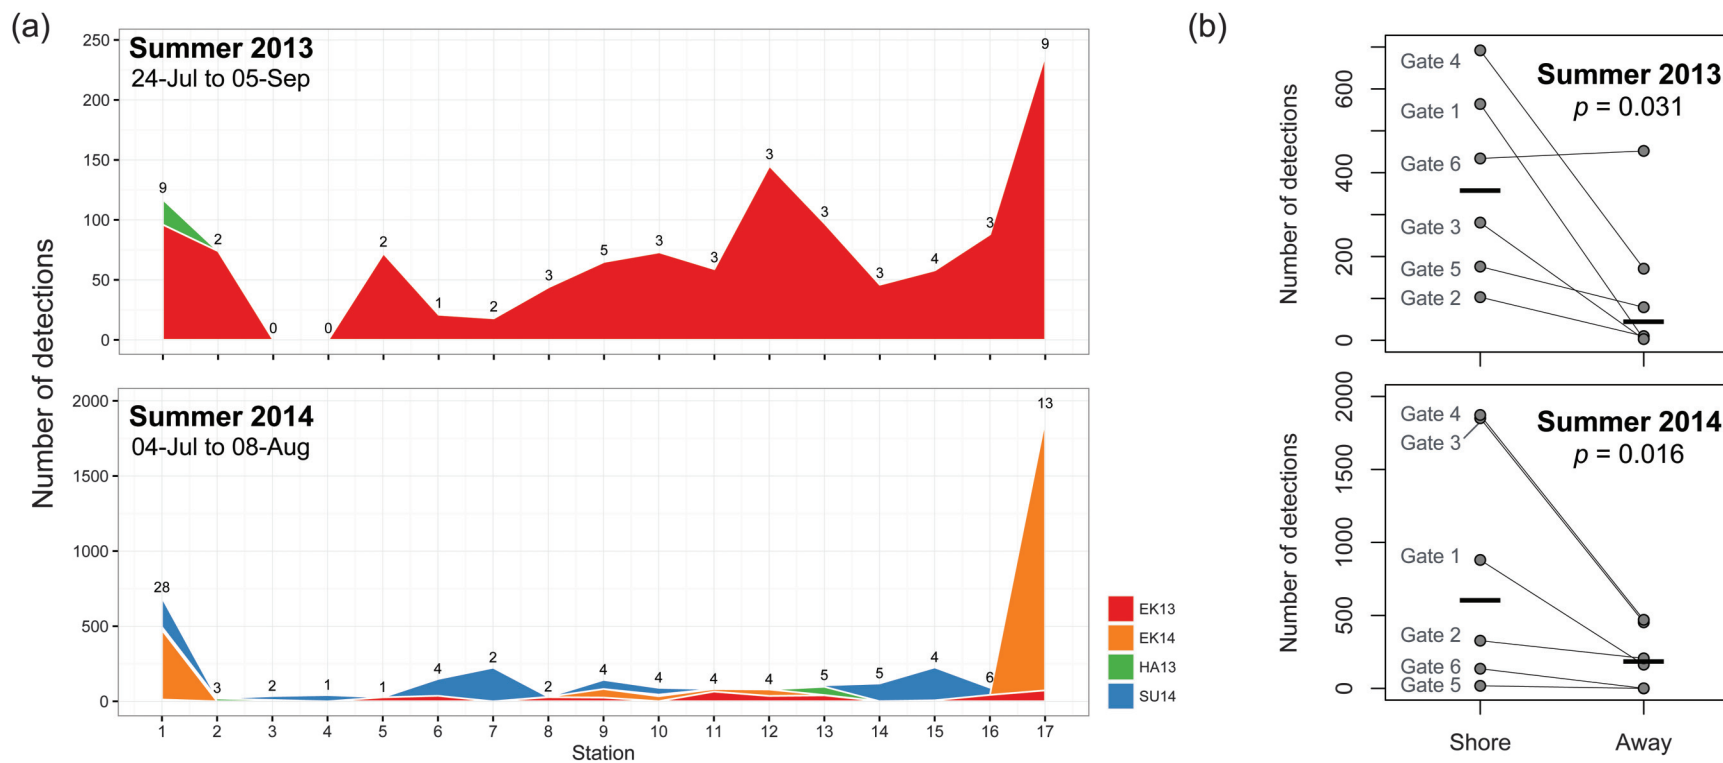 (a)
Summer 2013
24-Jul to 05-Sep
250
200
150
100
50
0
9
2
0
0
2
1
2
3
5
3
3
3
3
3
4
3
9
Number of detections
Summer 2014
04-Jul to 08-Aug
2000
1500
1000
500
0
28
3
2
1
1
4
2
2
4
4
4
4
5
5
4
6
13
1 2 3 4 5 6 7 8 9 10 11 12 13 14 15 16 17
Station
EK13
EK14
HA13
SU14
(b)
Summer 2013
p = 0.031
Number of detections
600
400
200
0
Gate 4
Gate 1
Gate 6
Gate 3
Gate 5
Gate 2
Summer 2014
p = 0.016
Number of detections
2000
1500
1000
500
0
Gate 4
Gate 3
Gate 1
Gate 2
Gate 6
Gate 5
Shore Away